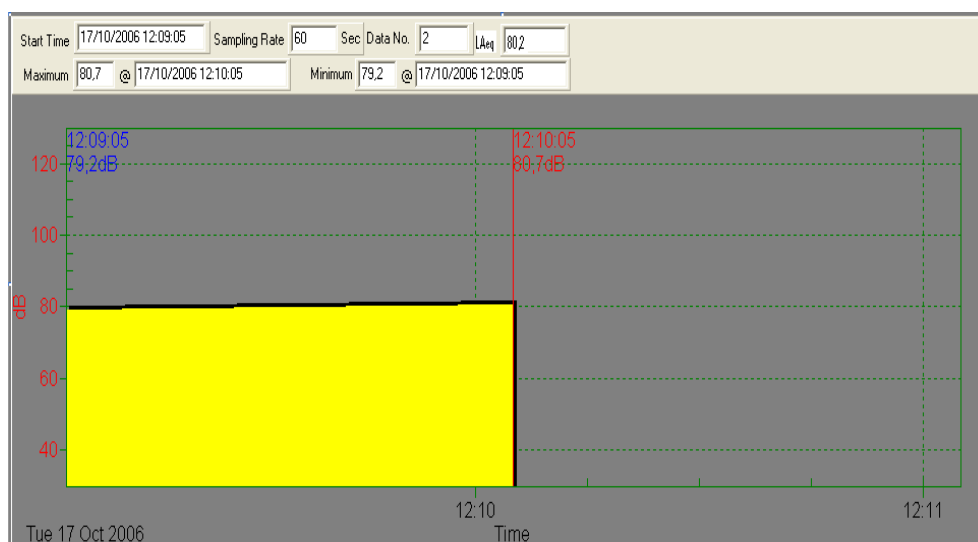 Start Time 17/10/2006 12:09:05 Sampling Rate 60 Sec Data No. 2 LAeq 80,2
Maximum 80,7 @ 17/10/2006 12:10:05 Minimum 79,2 @ 17/10/2006 12:09:05
12:09:05 12:10:05
79,2dB 80,7dB
120
100
dB
80
60
40
12:10 12:11
Tue 17 Oct 2006 Time